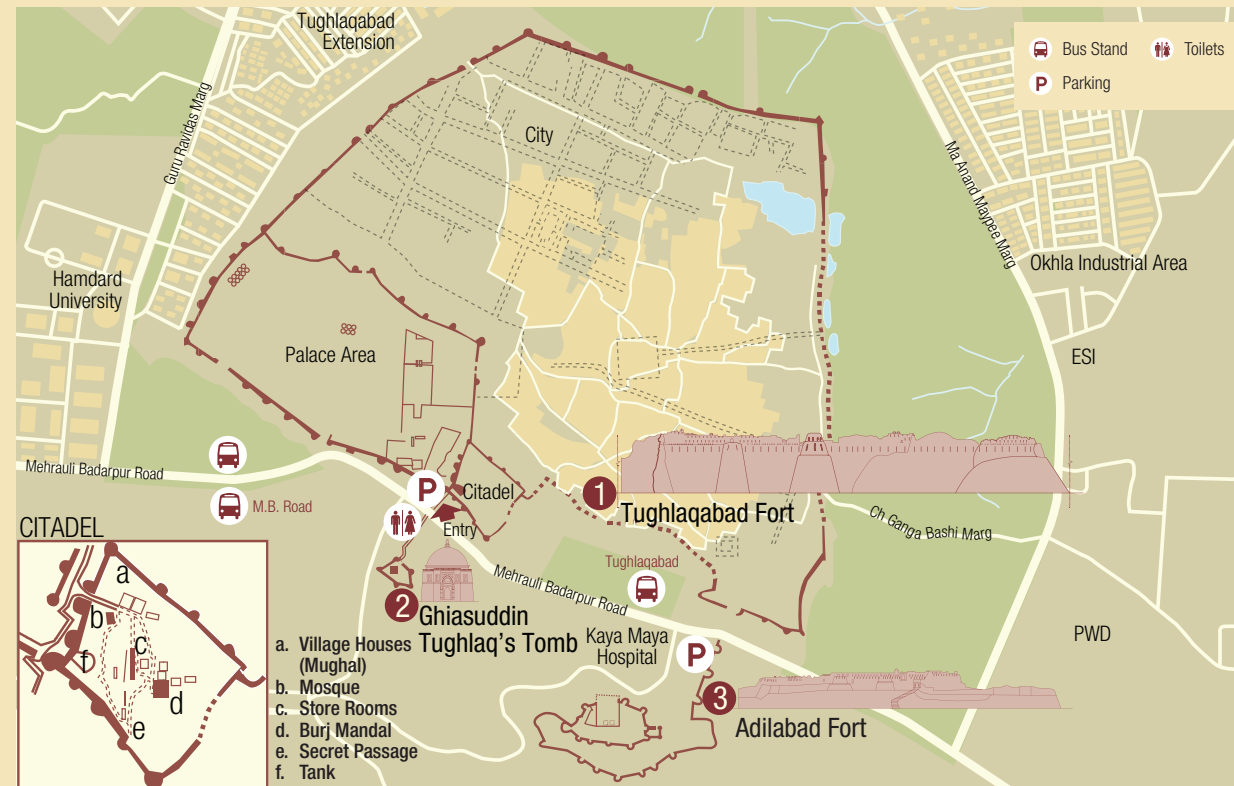 Tughlaqabad
Extension
Bus Stand
Toilets
P
Parking
City
Guru Ravidas Marg
Ma Anand Maypee Marg
Okhla Industrial Area
Hamdard
University
Palace Area
ESI
Mehrauli Badarpur Road
P
Citadel
1
Tughlaqabad Fort
M.B. Road
Entry
Ch Ganga Bashi Marg
Tughlaqabad
Mehrauli Badarpur Road
2
Ghiasuddin
Tughlaq's Tomb
Kaya Maya
Hospital
P
PWD
3
Adilabad Fort
CITADEL
a
b
c
f
d
e
a. Village Houses
(Mughal)
b. Mosque
c. Store Rooms
d. Burj Mandal
e. Secret Passage
f. Tank